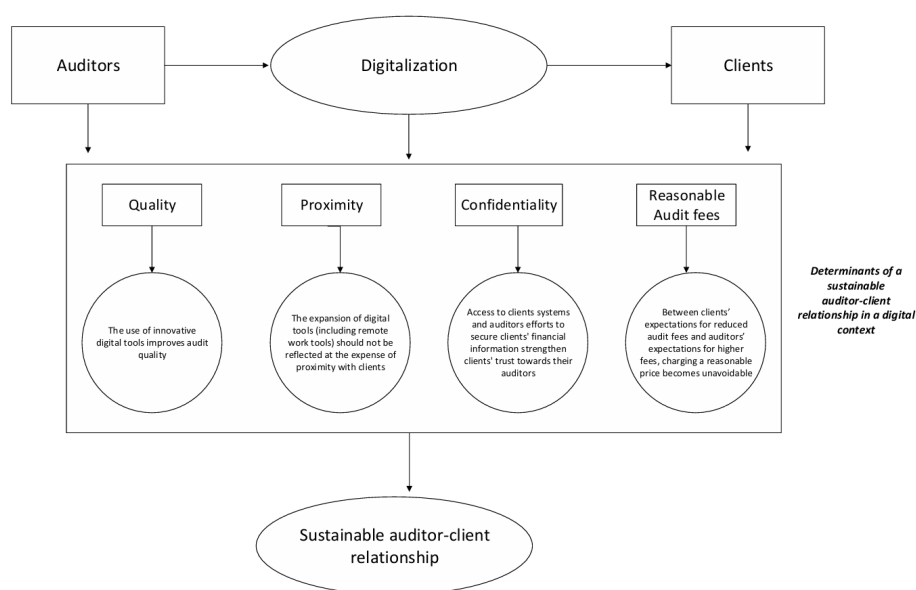 Auditors
Digitalization
Clients
Quality
Proximity
Confidentiality
Reasonable
Audit fees
The use of innovative
digital tools improves audit
quality
The expansion of digital
tools (including remote
work tools) should not be
reflected at the expense of
proximity with clients
Access to clients systems
and auditors efforts to
secure clients' financial
information strengthen
clients' trust towards their
auditors
Between clients'
expectations for reduced
audit fees and auditors'
expectations for higher
fees, charging a reasonable
price becomes unavoidable
Determinants of a
sustainable
auditor-client
relationship in a digital
context
Sustainable auditor-client
relationship